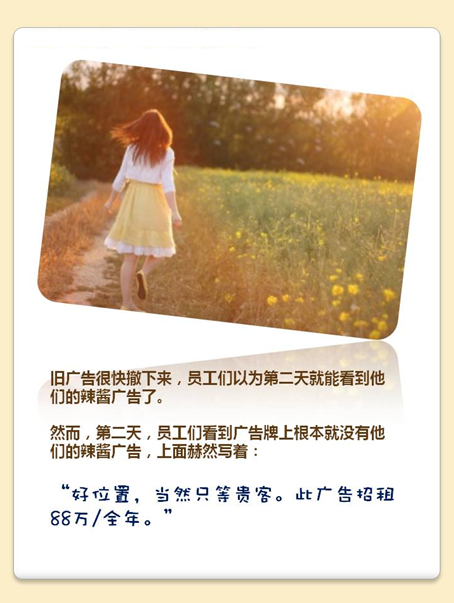 旧广告很快撤下来，员工们以为第二天就能看到他
们的辣酱广告了。
然而，第二天，员工们看到广告牌上根本就没有他
们的辣酱广告，上面赫然写着：
“好位置，当然只等贵客。此广告招租
88万/全年。”